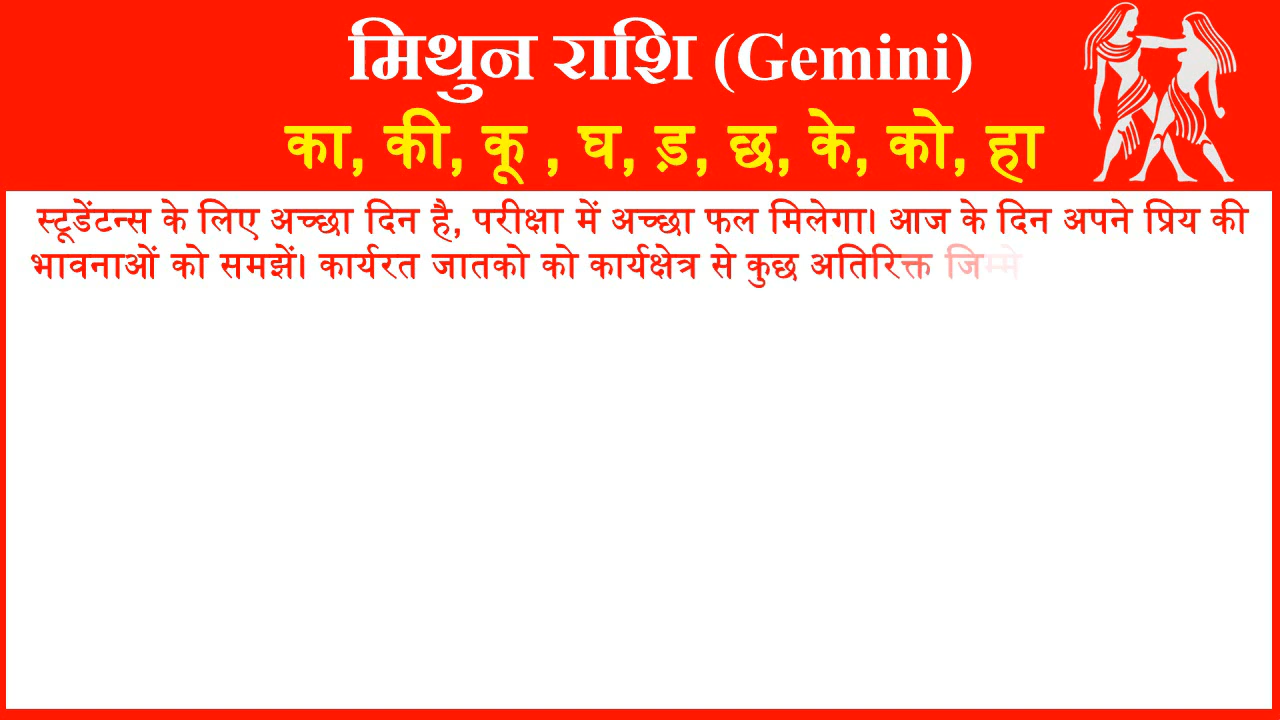 मिथुन राशि (Gemini)
का, की, कू , घ, ड़, छ, के, को, हा
स्टूडेंटन्स के लिए अच्छा दिन है, परीक्षा में अच्छा फल मिलेगा। आज के दिन अपने प्रिय की
भावनाओं को समझें। कार्यरत जातको को कार्यक्षेत्र से कुछ अतिरिक्त जिम्मे